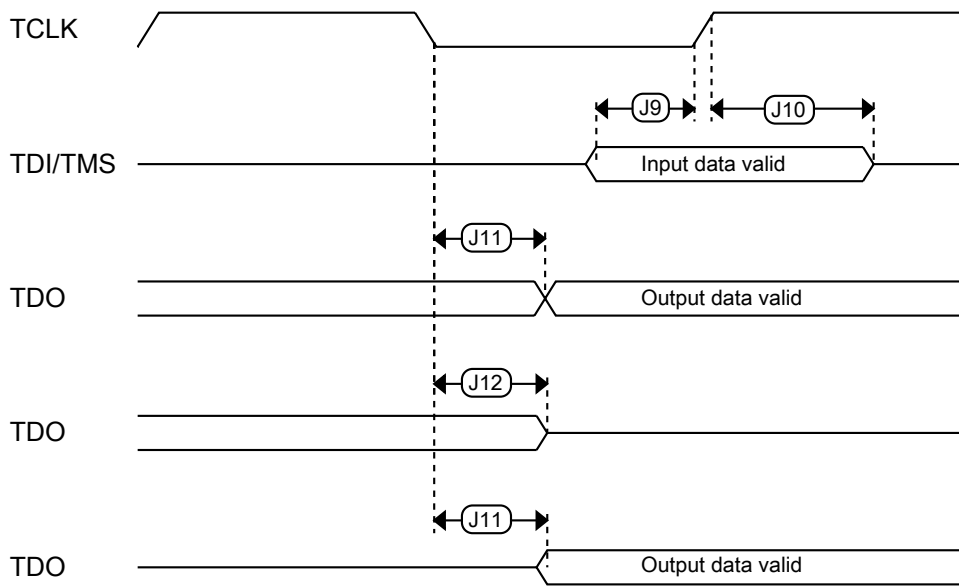 TCLK
J9
J10
TDI/TMS
Input data valid
J11
TDO
Output data valid
J12
TDO
J11
TDO
Output data valid